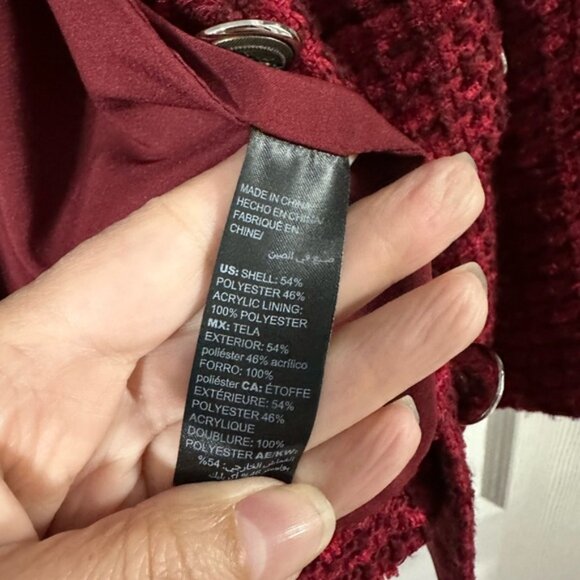 MADE IN CHINA/
HECHO EN CHINA/
FABRIQUÉ EN
CHINE/
صنع في الصين
US: SHELL: 54%
POLYESTER 46%
ACRYLIC LINING:
100% POLYESTER
MX: TELA
EXTERIOR: 54%
poliéster 46% acrílico
FORRO: 100%
poliéster CA: ÉTOFFE
EXTÉRIEURE: 54%
POLYESTER 46%
ACRYLIQUE
DOUBLURE: 100%
POLYESTER AE/KW:
القماش الخارجي: 54%